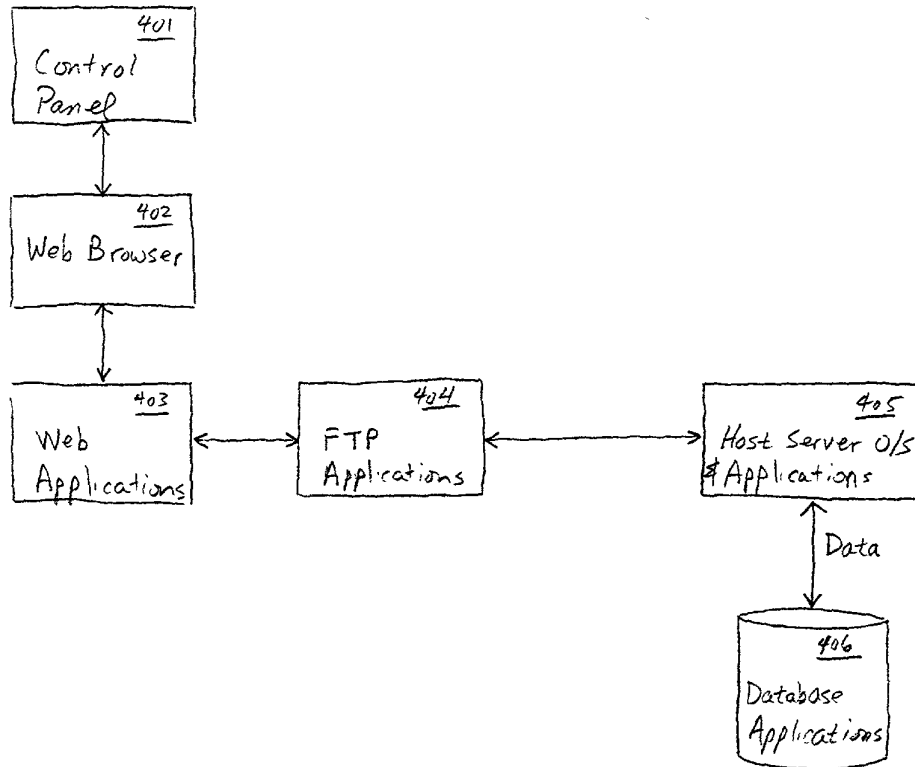 401
Control
Panel
402
Web Browser
403
Web
Applications
404
FTP
Applications
405
Host Server O/S
& Applications
Data
406
Database
Applications